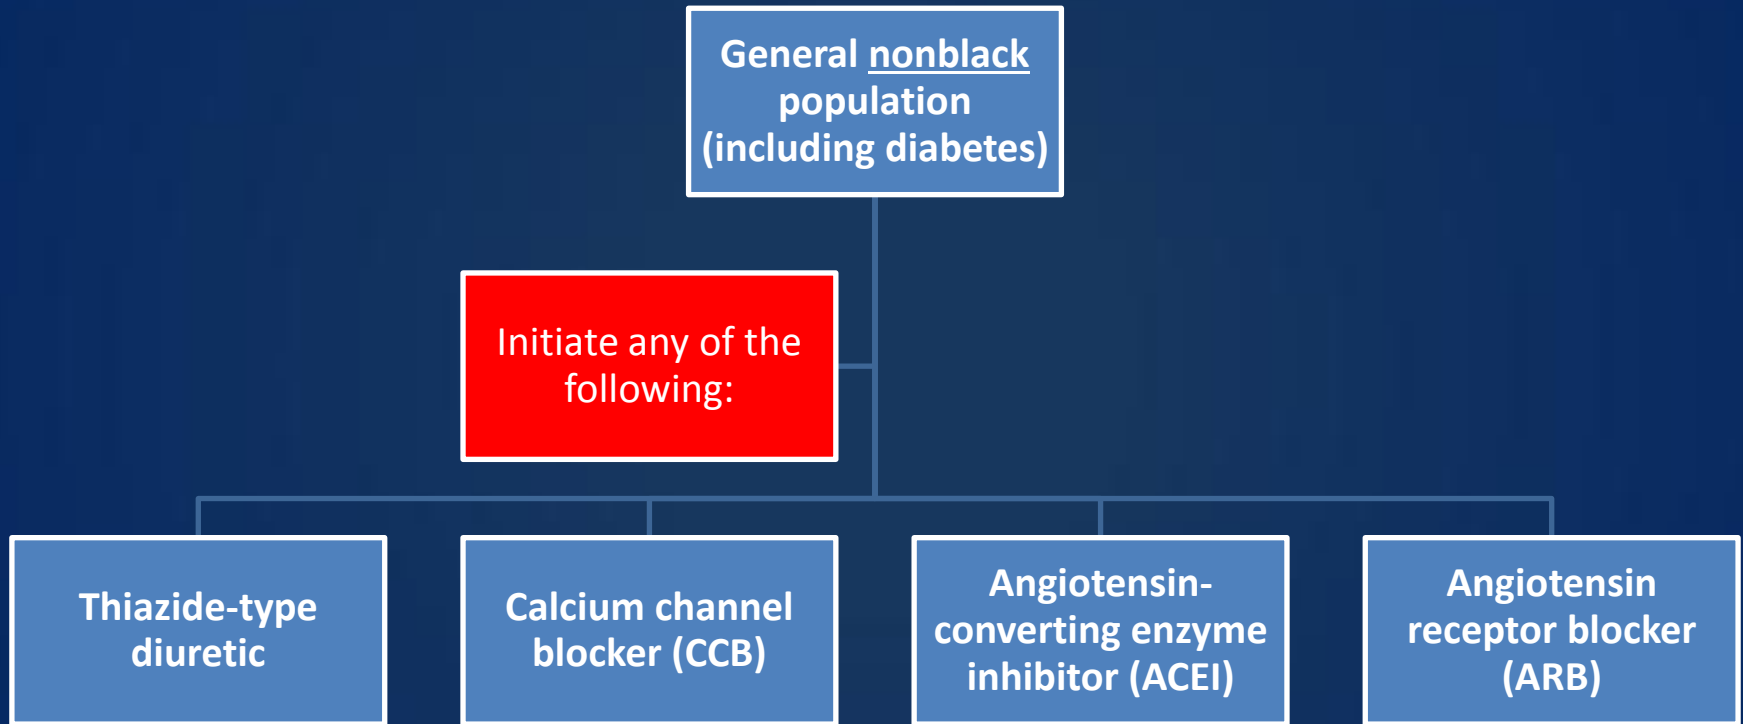 General nonblack
population
(including diabetes)
Initiate any of the
following:
Thiazide-type
diuretic
Calcium channel
blocker (CCB)
Angiotensin-
converting enzyme
inhibitor (ACEI)
Angiotensin
receptor blocker
(ARB)